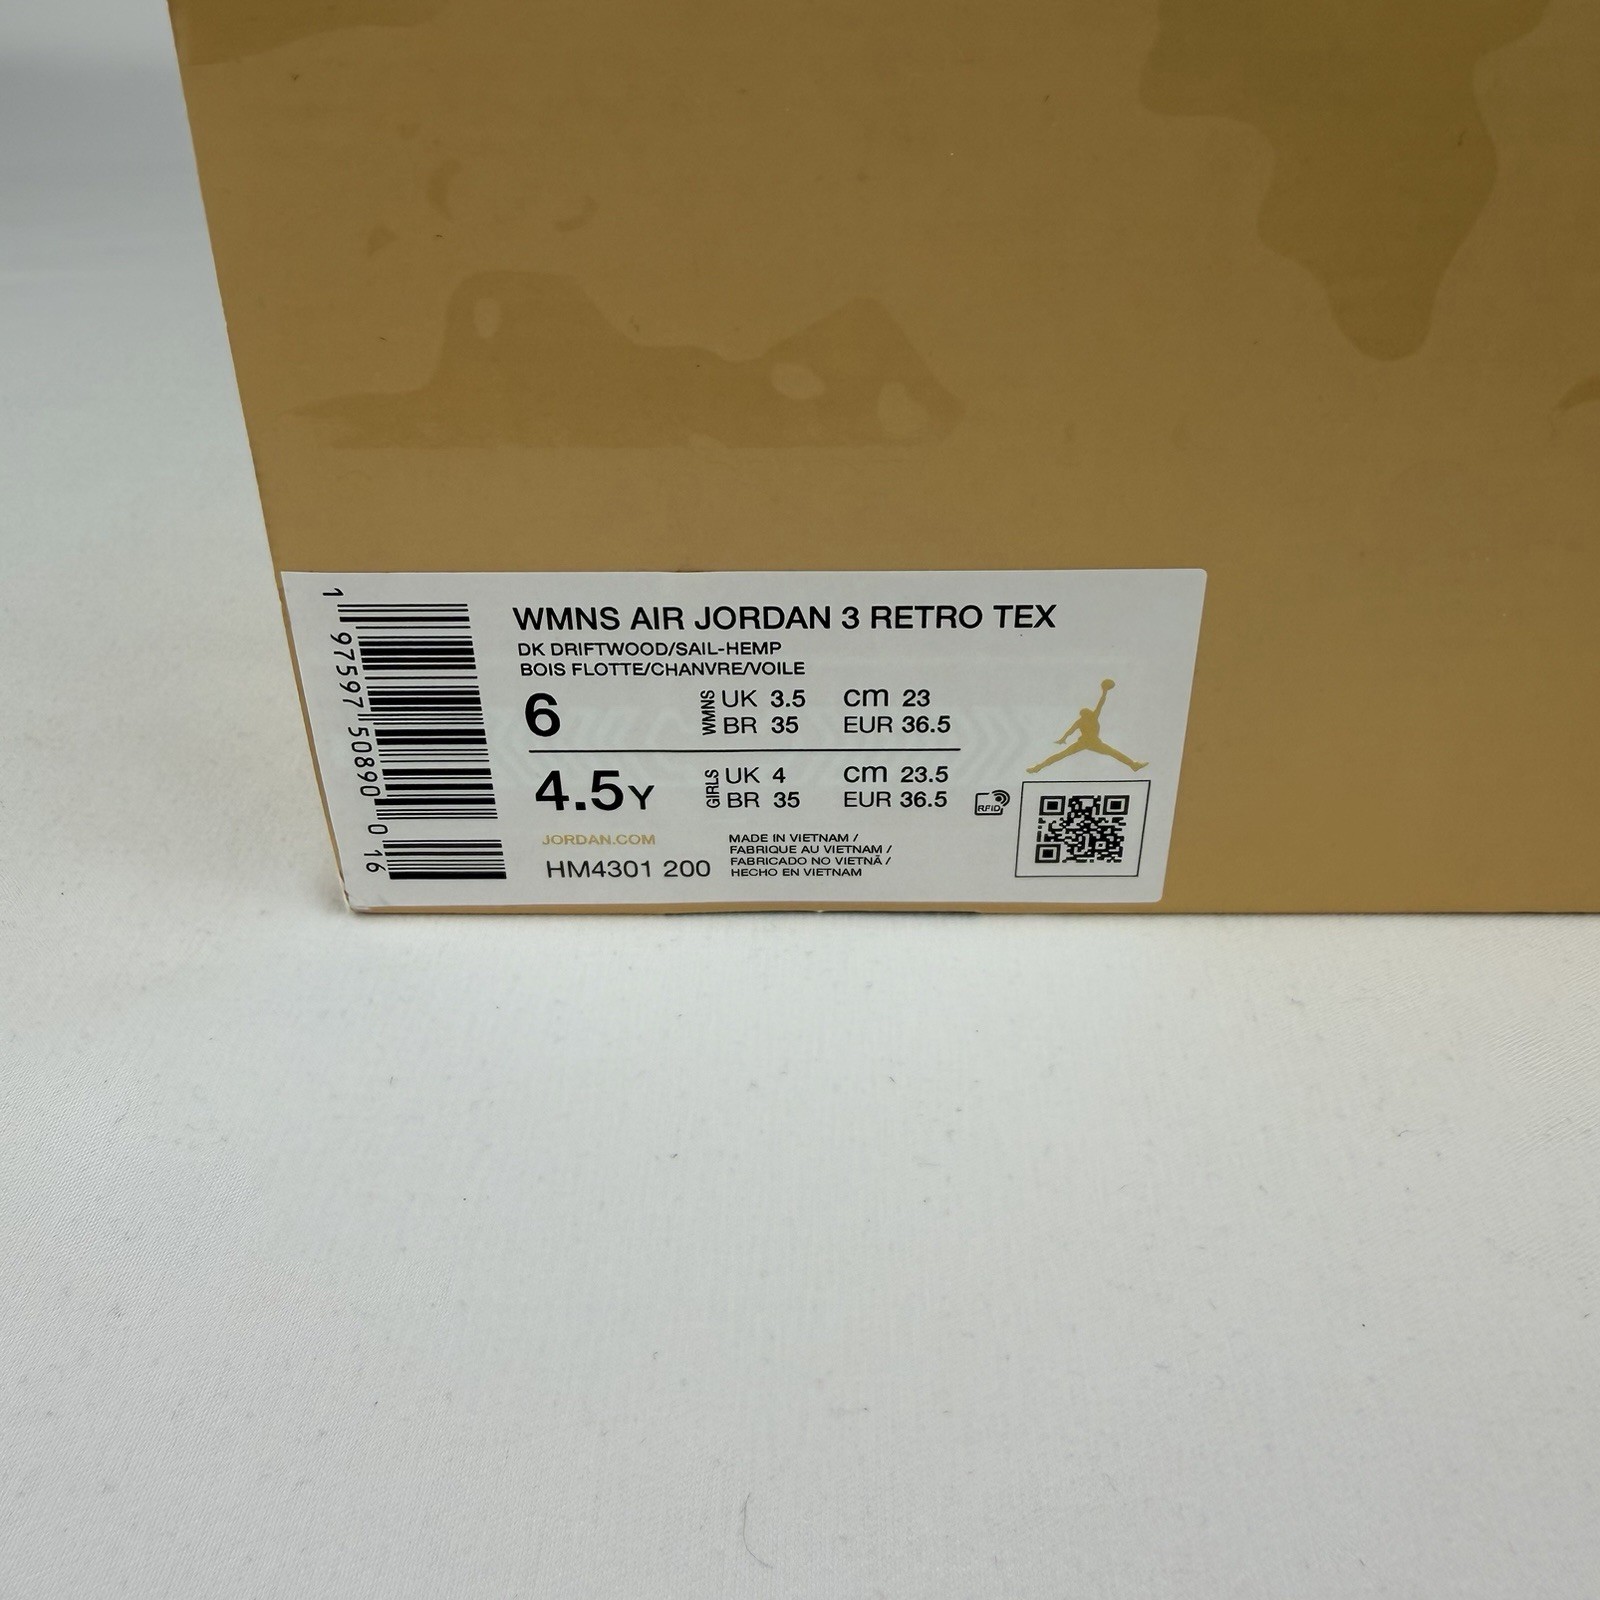 WMNS AIR JORDAN 3 RETRO TEX
DK DRIFTWOOD/SAIL-HEMP
BOIS FLOTTE/CHANVRE/VOILE
6
WMNS
UK 3.5 cm 23
BR 35 EUR 36.5
4.5Y
GIRLS
UK 4 cm 23.5
BR 35 EUR 36.5
RFID
JORDAN.COM
HM4301 200
MADE IN VIETNAM /
FABRIQUE AU VIETNAM /
FABRICADO NO VIETNÃ /
HECHO EN VIETNAM
1 97597 50890 0 16